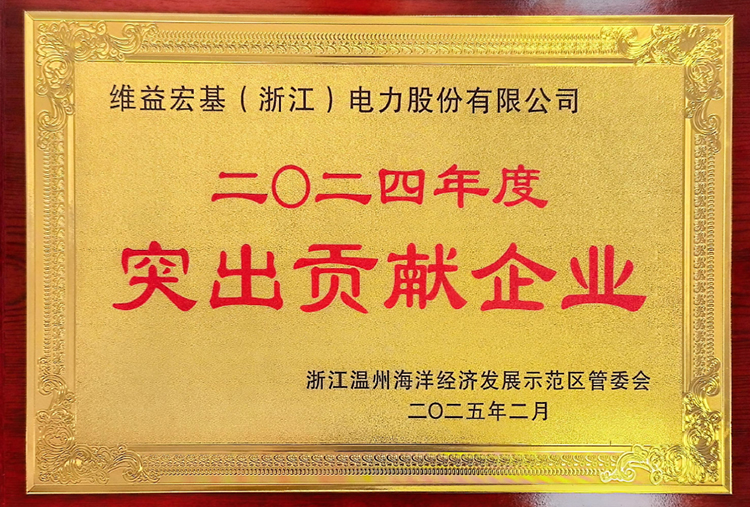 维益宏基（浙江）电力股份有限公司
二〇二四年度
突出贡献企业
浙江温州海洋经济发展示范区管委会
二〇二五年二月